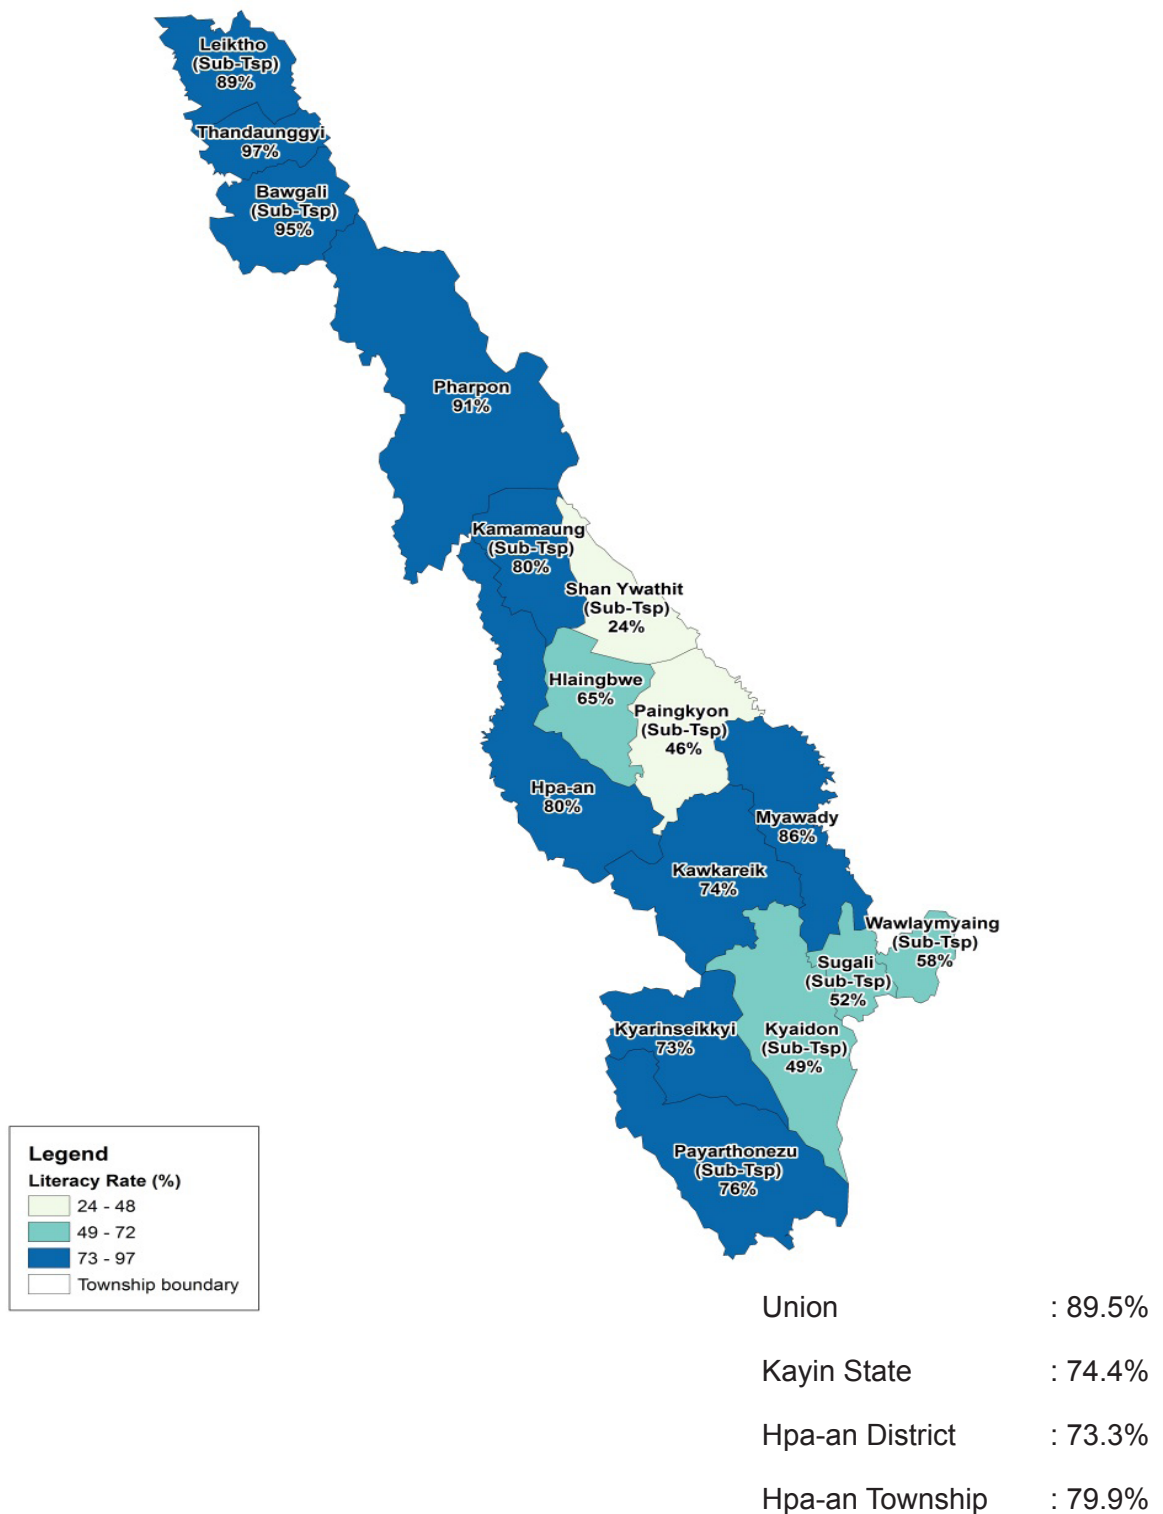 Leiktho
(Sub-Tsp)
89%
Thandaunggyi
97%
Bawgali
(Sub-Tsp)
95%
Pharpon
91%
Kamamaung
(Sub-Tsp)
80%
Shan Ywathit
(Sub-Tsp)
24%
Hlaingbwe
65%
Paingkyon
(Sub-Tsp)
46%
Hpa-an
80%
Myawady
86%
Kawkareik
74%
Wawlaymyaing
(Sub-Tsp)
58%
Sugali
(Sub-Tsp)
52%
Kyarinseikkyi
73%
Kyaidon
(Sub-Tsp)
49%
Payarthonezu
(Sub-Tsp)
76%
Legend
Literacy Rate (%)
24 - 48
49 - 72
73 - 97
Township boundary
Union : 89.5%
Kayin State : 74.4%
Hpa-an District : 73.3%
Hpa-an Township : 79.9%